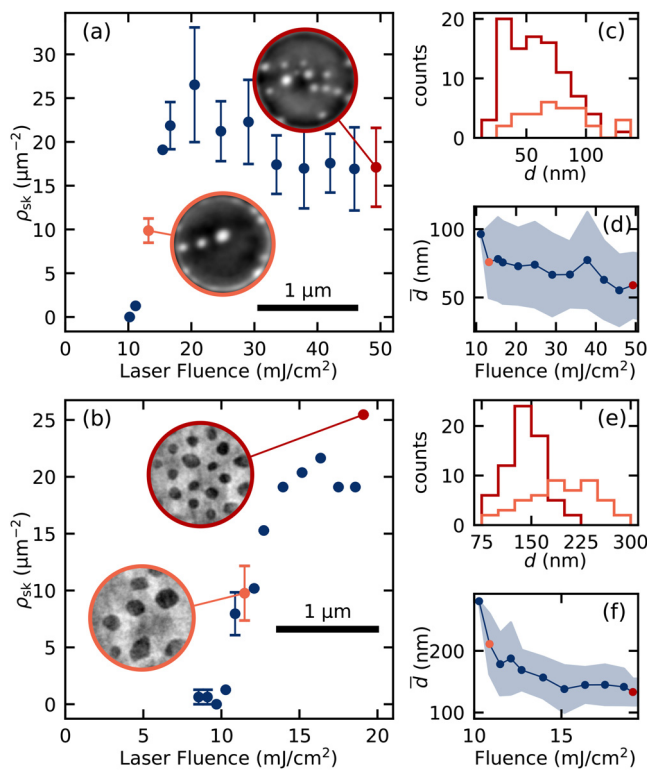 (a)
ρsk (μm⁻²)
30
25
20
15
10
5
0
1 μm
0 10 20 30 40 50
Laser Fluence (mJ/cm²)
(b)
ρsk (μm⁻²)
25
20
15
10
5
0
1 μm
0 5 10 15 20
Laser Fluence (mJ/cm²)
(c)
counts
20
10
0
50 100
d (nm)
(d)
d̅ (nm)
100
50
10 20 30 40 50
Fluence (mJ/cm²)
(e)
counts
20
10
0
75 150 225 300
d (nm)
(f)
d̅ (nm)
200
100
10 15
Fluence (mJ/cm²)